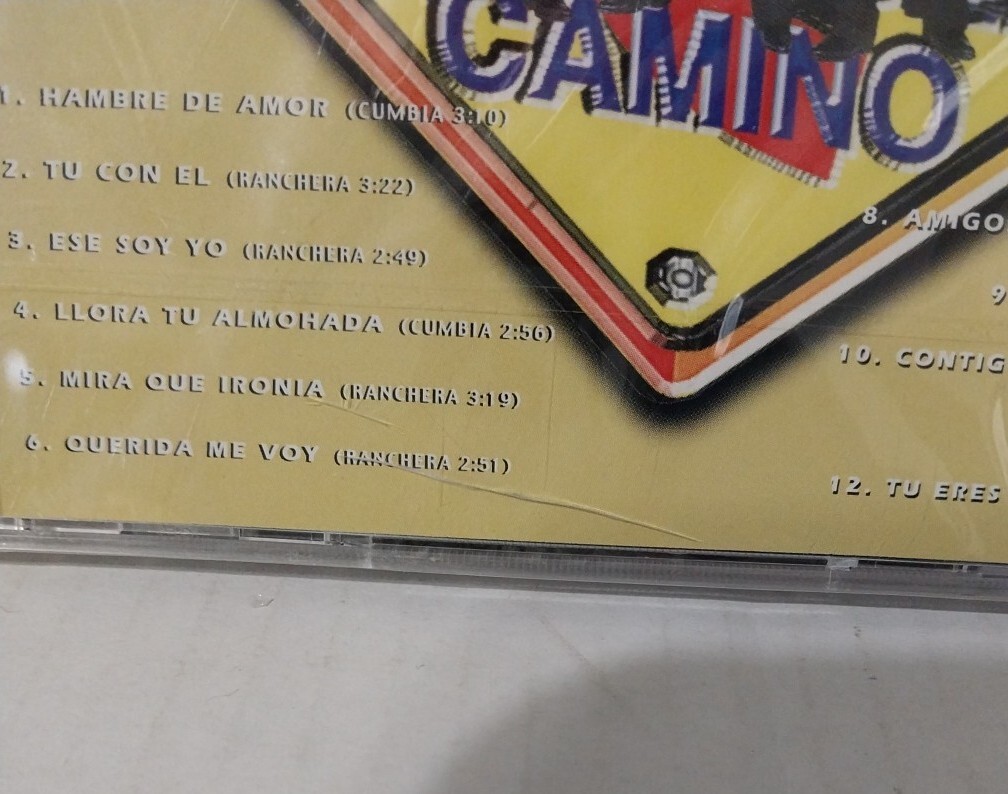 CAMINO
1. HAMBRE DE AMOR (CUMBIA 3:10)
2. TU CON EL (RANCHERA 3:22)
3. ESE SOY YO (RANCHERA 2:49)
4. LLORA TU ALMOHADA (CUMBIA 2:56)
5. MIRA QUE IRONIA (RANCHERA 3:19)
6. QUERIDA ME VOY (RANCHERA 2:51)
8. AMIGO
9
10. CONTIG
12. TU ERES